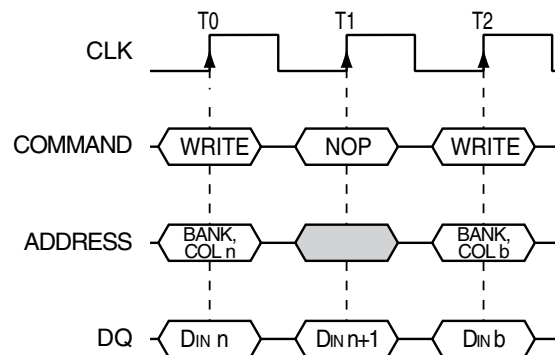 T0 T1 T2
CLK
COMMAND WRITE NOP WRITE
ADDRESS BANK, COL n BANK, COL b
DQ DIN n DIN n+1 DIN b